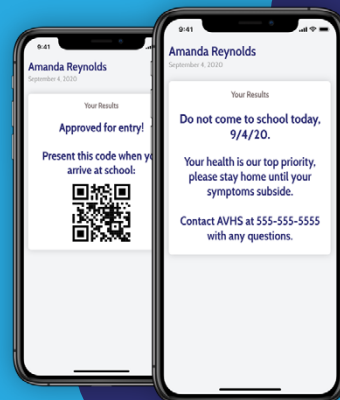 9:41
Amanda Reynolds
September 4, 2020
Your Results
Approved for entry!
Present this code when yo
arrive at school:
9:41
Amanda Reynolds
September 4, 2020
Your Results
Do not come to school today,
9/4/20.
Your health is our top priority,
please stay home until your
symptoms subside.
Contact AVHS at 555-555-5555
with any questions.